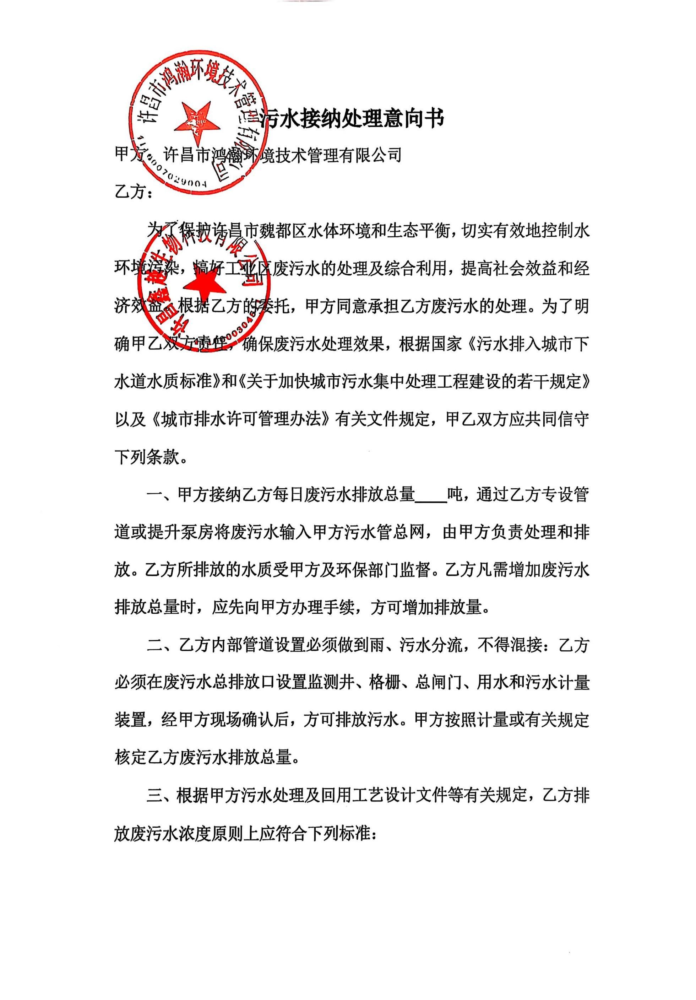 许昌市鸿瀚环境技术管理有限公司
污水接纳处理意向书
甲方 许昌市鸿瀚环境技术管理有限公司
乙方：
为了保护许昌市魏都区水体环境和生态平衡，切实有效地控制水
环境污染，搞好工业区废污水的处理及综合利用，提高社会效益和经
济效益。根据乙方的委托，甲方同意承担乙方废污水的处理。为了明
确甲乙双方责任，确保废污水处理效果，根据国家《污水排入城市下
水道水质标准》和《关于加快城市污水集中处理工程建设的若干规定》
以及《城市排水许可管理办法》有关文件规定，甲乙双方应共同信守
下列条款。
许昌鑫越生物科技有限公司
一、甲方接纳乙方每日废污水排放总量____吨，通过乙方专设管
道或提升泵房将废污水输入甲方污水管总网，由甲方负责处理和排
放。乙方所排放的水质受甲方及环保部门监督。乙方凡需增加废污水
排放总量时，应先向甲方办理手续，方可增加排放量。
二、乙方内部管道设置必须做到雨、污水分流，不得混接：乙方
必须在废污水总排放口设置监测井、格栅、总闸门、用水和污水计量
装置，经甲方现场确认后，方可排放污水。甲方按照计量或有关规定
核定乙方废污水排放总量。
三、根据甲方污水处理及回用工艺设计文件等有关规定，乙方排
放废污水浓度原则上应符合下列标准：